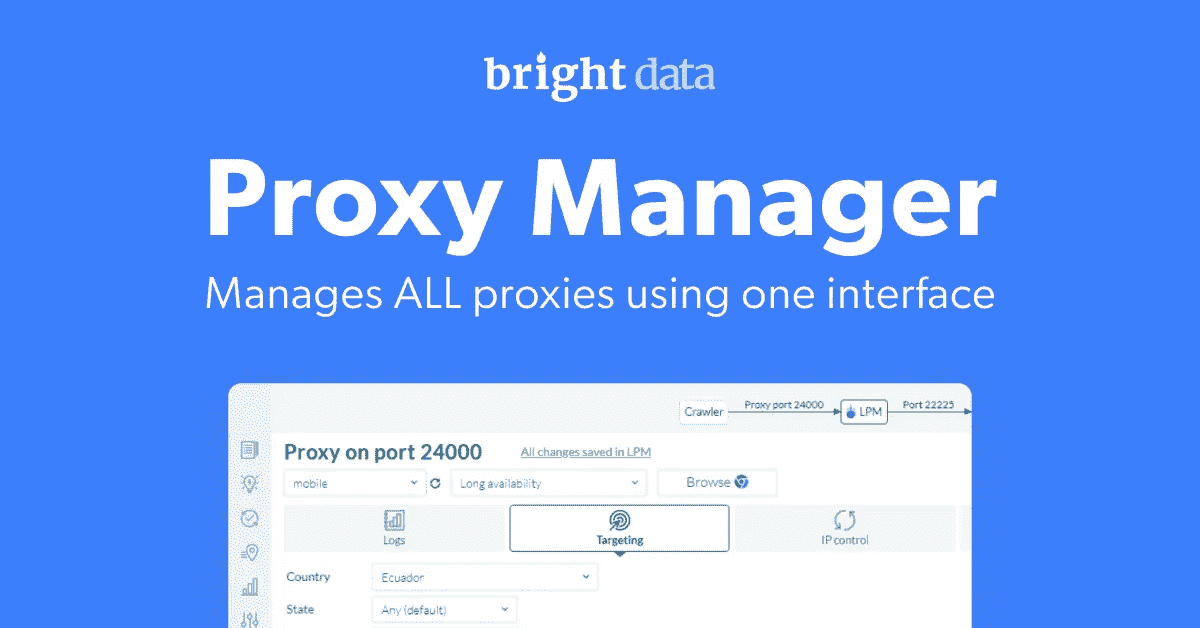 bright data
Proxy Manager
Manages ALL proxies using one interface
Crawler Proxy port 24000 LPM Port 22225
Proxy on port 24000 All changes saved in LPM
mobile Long availability Browse
Logs Targeting IP control
Country Ecuador
State Any (default)